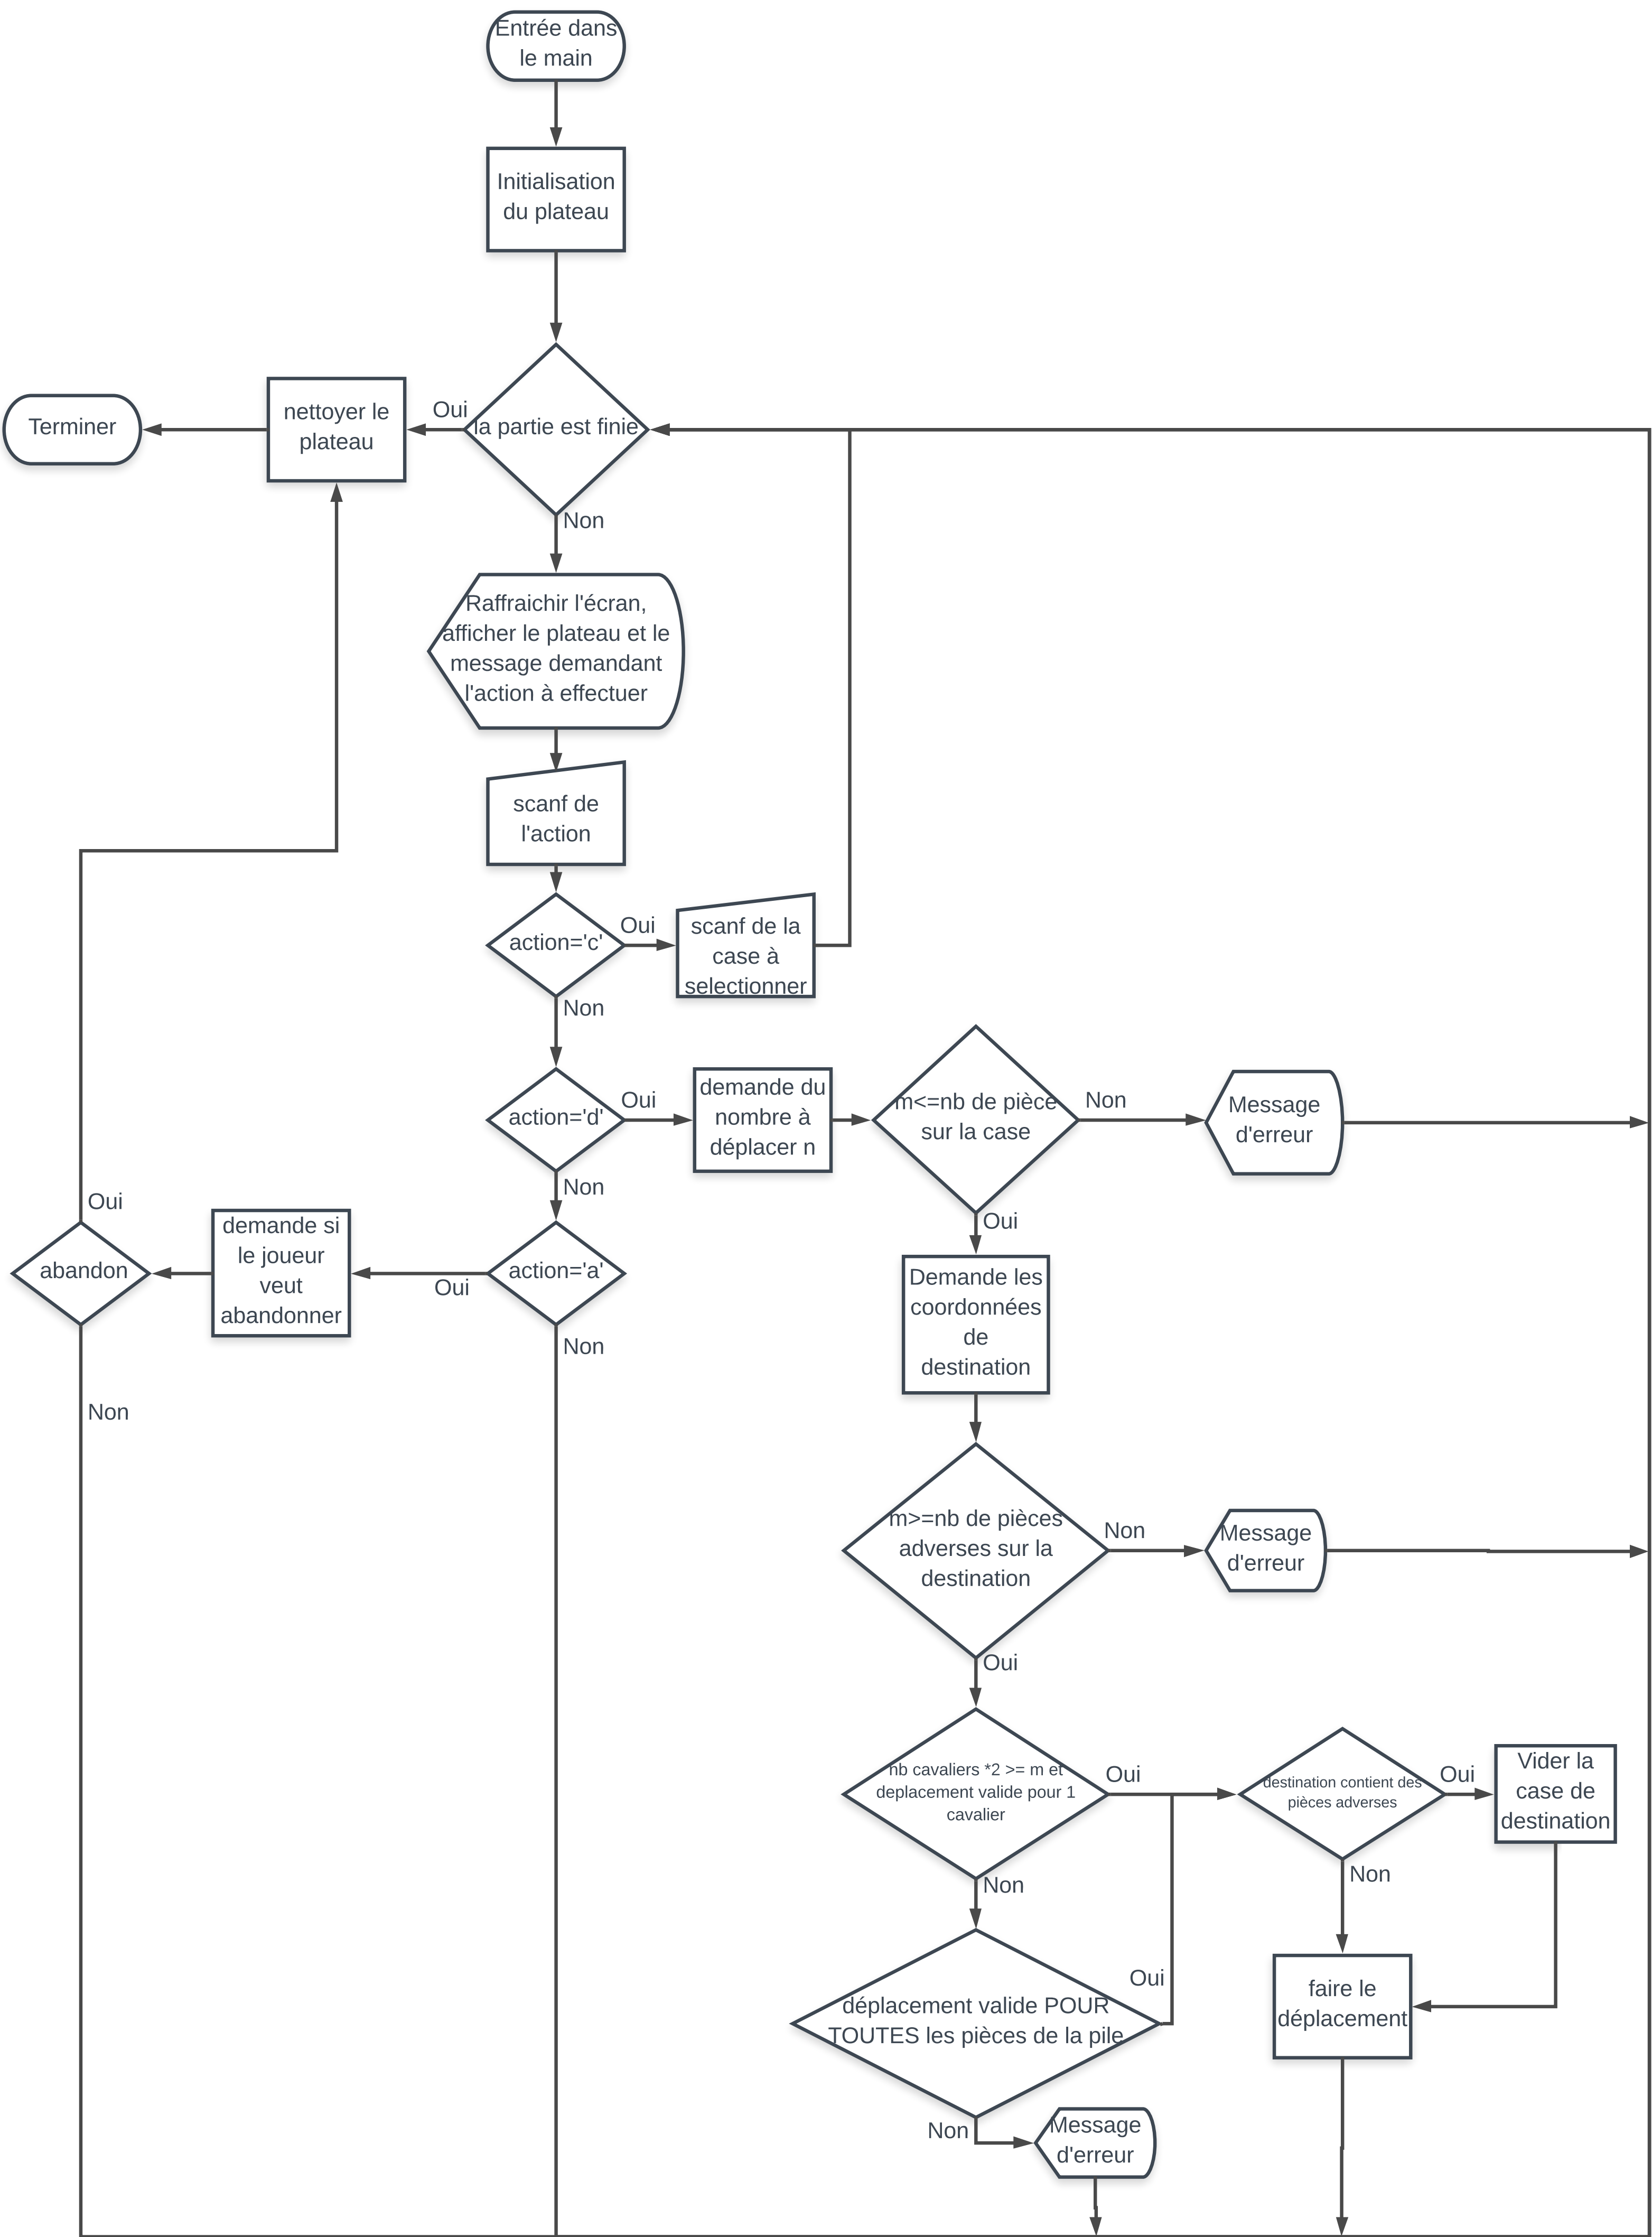 Entrée dans
le main
Initialisation
du plateau
Terminer
nettoyer le
plateau
Oui
la partie est finie
Non
Raffraichir l'écran,
afficher le plateau et le
message demandant
l'action à effectuer
scanf de
l'action
action='c'
Oui
scanf de la
case à
selectionner
Non
action='d'
Oui
demande du
nombre à
déplacer n
m<=nb de pièce
sur la case
Non
Message
d'erreur
Non
Oui
Oui
abandon
demande si
le joueur
veut
abandonner
Oui
action='a'
Non
Non
Demande les
coordonnées
de
destination
m>=nb de pièces
adverses sur la
destination
Non
Message
d'erreur
Oui
nb cavaliers *2 >= m et
deplacement valide pour 1
cavalier
Oui
destination contient des
pièces adverses
Oui
Vider la
case de
destination
Non
Non
déplacement valide POUR
TOUTES les pièces de la pile
Oui
faire le
déplacement
Non
Message
d'erreur